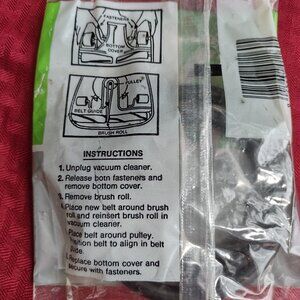 FASTENERS
BOTTOM
COVER
PULLEY
BELT GUIDE
BRUSH ROLL
INSTRUCTIONS
1. Unplug vacuum cleaner.
2. Release both fasteners and
remove bottom cover.
3. Remove brush roll.
4. Place new belt around brush
roll and reinsert brush roll in
vacuum cleaner.
Place belt around pulley.
Position belt to align in belt
guide.
Replace bottom cover and
secure with fasteners.